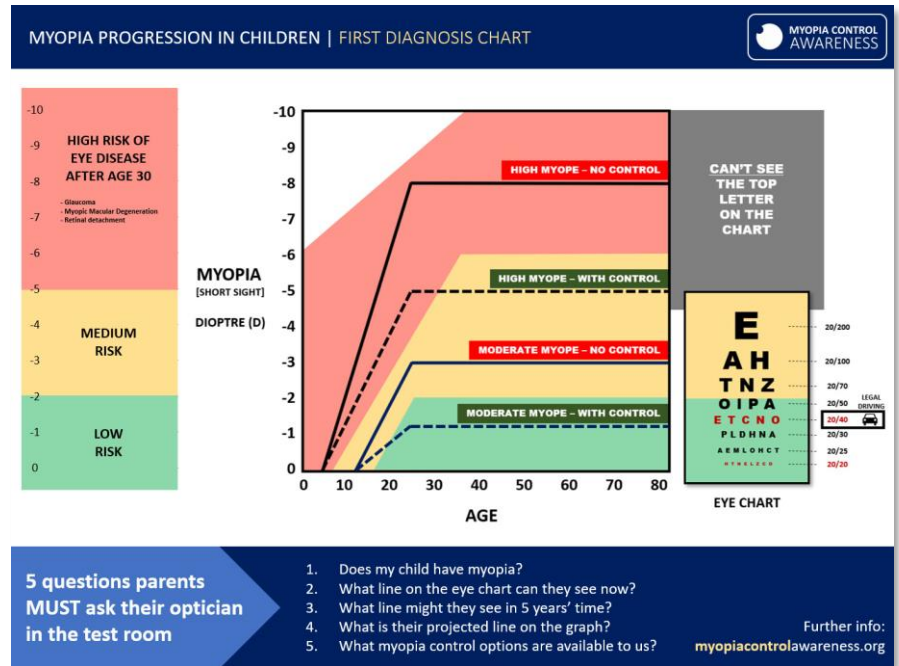 MYOPIA PROGRESSION IN CHILDREN | FIRST DIAGNOSIS CHART
MYOPIA CONTROL
AWARENESS
-10
-9
-8
-7
-6
-5
-4
-3
-2
-1
0
HIGH RISK OF
EYE DISEASE
AFTER AGE 30
- Glaucoma
- Myopic Macular Degeneration
- Retinal detachment
MEDIUM
RISK
LOW
RISK
MYOPIA
[SHORT SIGHT]
DIOPTRE (D)
-10
-9
-8
-7
-6
-5
-4
-3
-2
-1
0
HIGH MYOPE – NO CONTROL
HIGH MYOPE – WITH CONTROL
MODERATE MYOPE – NO CONTROL
MODERATE MYOPE – WITH CONTROL
0 10 20 30 40 50 60 70 80
AGE
CAN'T SEE
THE TOP
LETTER
ON THE
CHART
E 20/200
A H 20/100
T N Z 20/70
O I P A 20/50
E T C N O 20/40
P L D H N A 20/30
A E M L O H C T 20/25
20/20
LEGAL
DRIVING
EYE CHART
5 questions parents
MUST ask their optician
in the test room
1. Does my child have myopia?
2. What line on the eye chart can they see now?
3. What line might they see in 5 years' time?
4. What is their projected line on the graph?
5. What myopia control options are available to us?
Further info:
myopiacontrolawareness.org